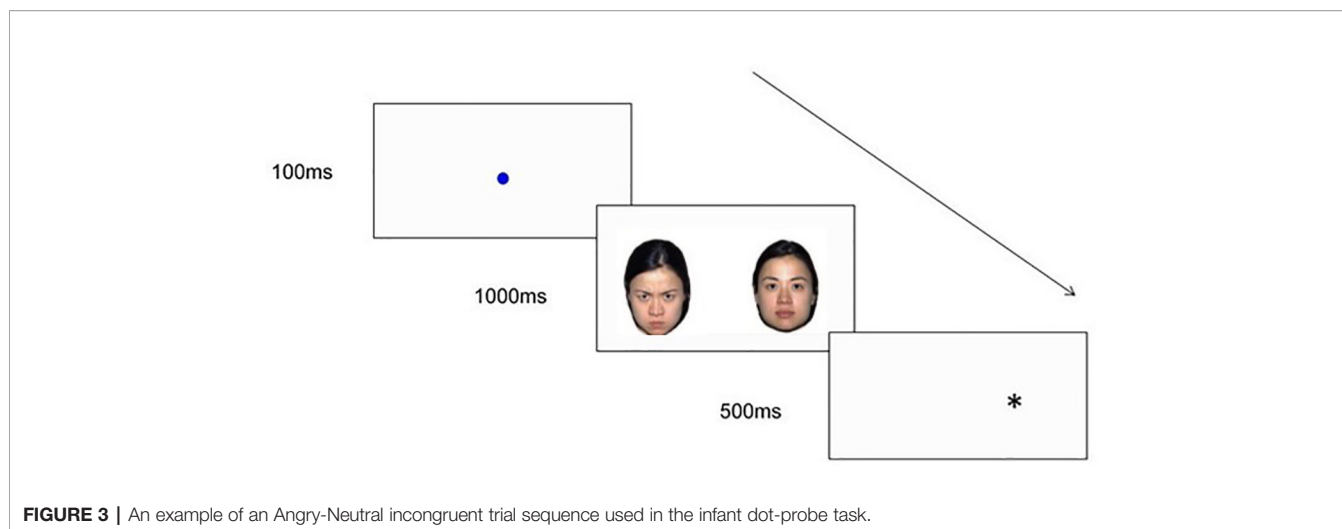 100ms
1000ms
500ms
*
FIGURE 3 | An example of an Angry-Neutral incongruent trial sequence used in the infant dot-probe task.